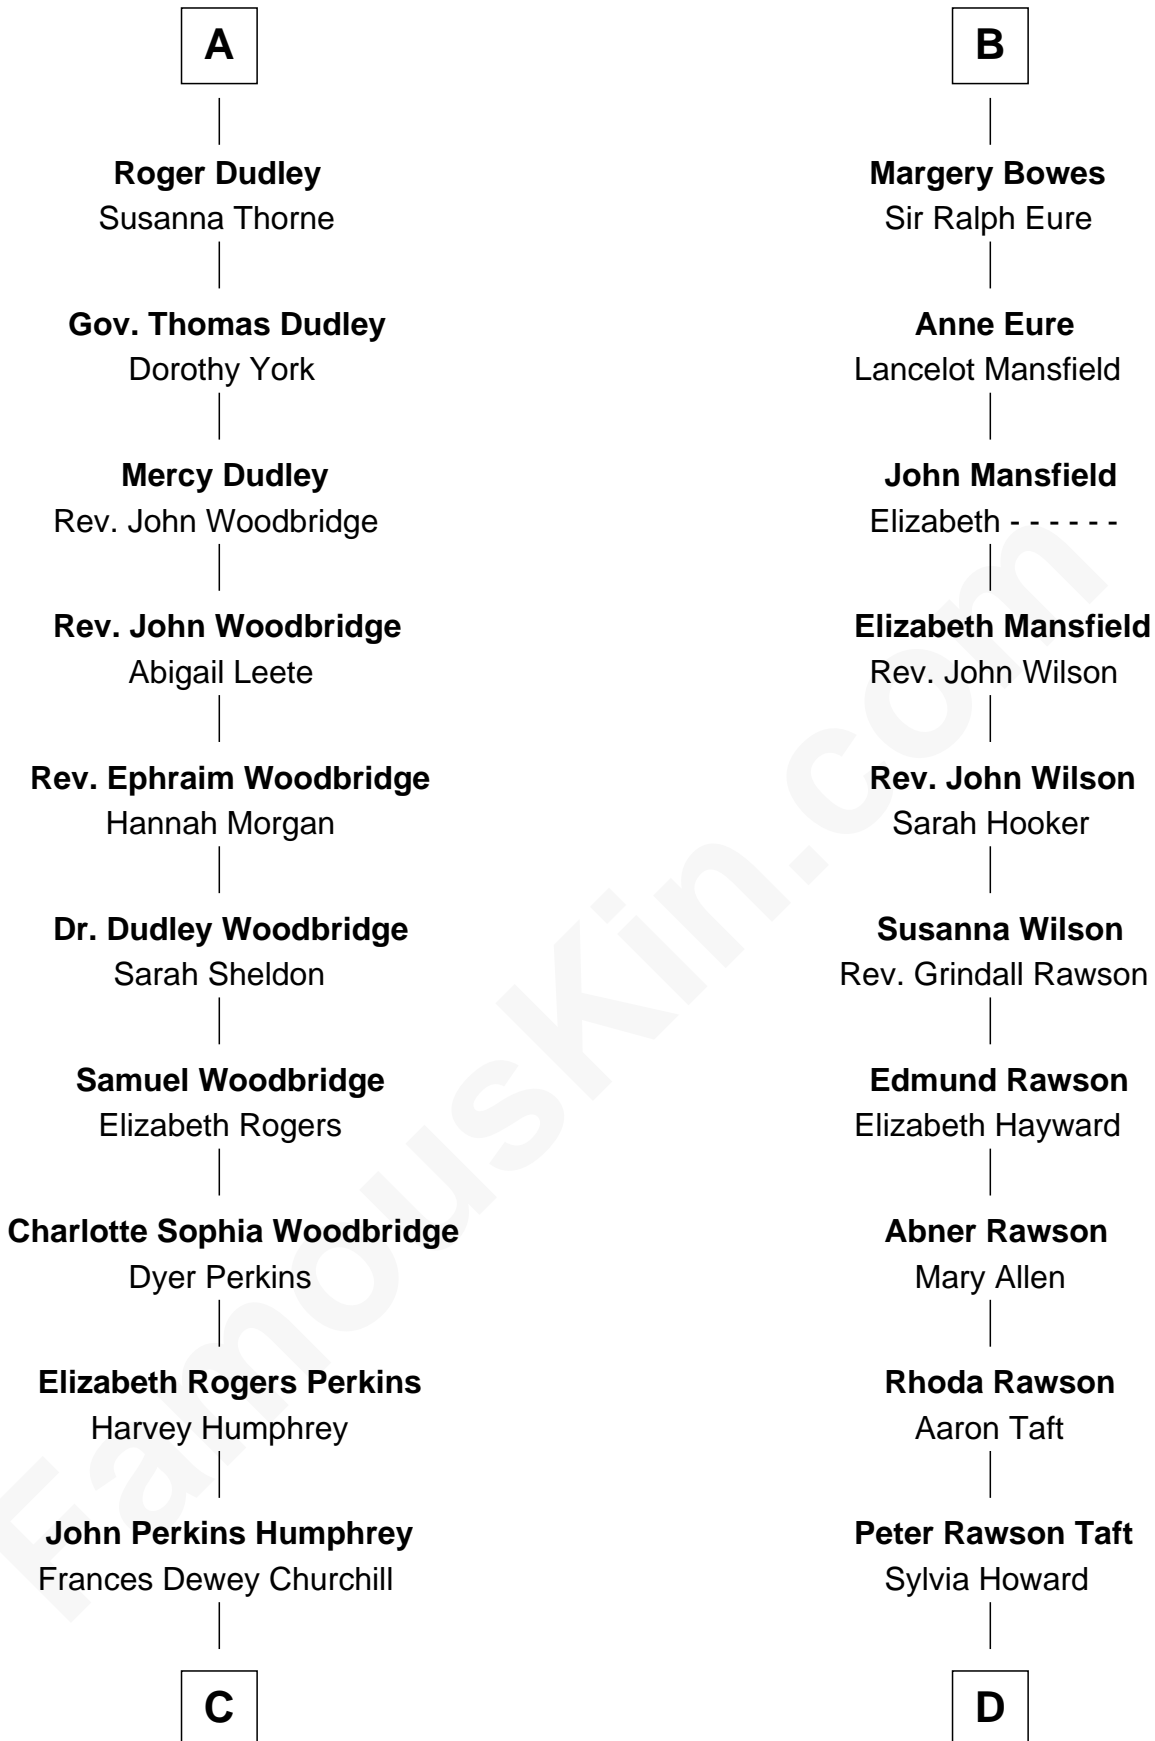 A
Roger Dudley
Susanna Thorne
Gov. Thomas Dudley
Dorothy York
Mercy Dudley
Rev. John Woodbridge
Rev. John Woodbridge
Abigail Leete
Rev. Ephraim Woodbridge
Hannah Morgan
Dr. Dudley Woodbridge
Sarah Sheldon
Samuel Woodbridge
Elizabeth Rogers
Charlotte Sophia Woodbridge
Dyer Perkins
Elizabeth Rogers Perkins
Harvey Humphrey
John Perkins Humphrey
Frances Dewey Churchill
C
B
Margery Bowes
Sir Ralph Eure
Anne Eure
Lancelot Mansfield
John Mansfield
Elizabeth - - - - - -
Elizabeth Mansfield
Rev. John Wilson
Rev. John Wilson
Sarah Hooker
Susanna Wilson
Rev. Grindall Rawson
Edmund Rawson
Elizabeth Hayward
Abner Rawson
Mary Allen
Rhoda Rawson
Aaron Taft
Peter Rawson Taft
Sylvia Howard
D
FamousKin.com